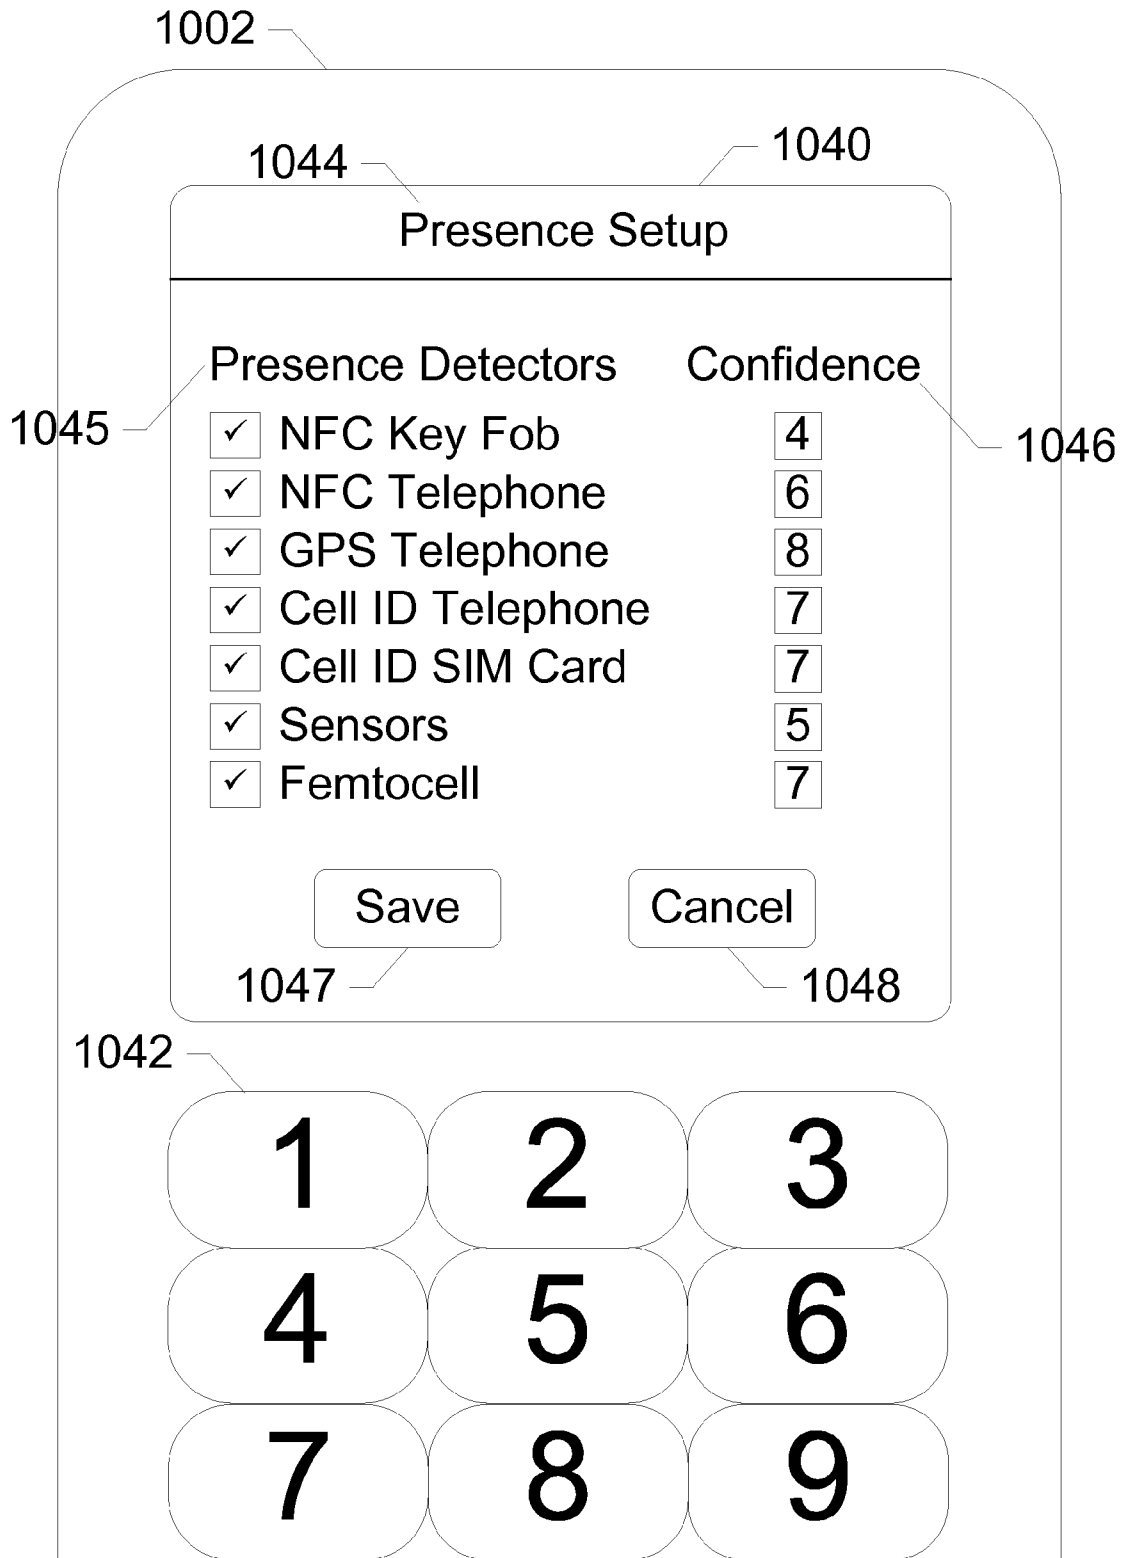 1002
1040
1044
Presence Setup
Presence Detectors Confidence
1045
1046
✓ NFC Key Fob 4
✓ NFC Telephone 6
✓ GPS Telephone 8
✓ Cell ID Telephone 7
✓ Cell ID SIM Card 7
✓ Sensors 5
✓ Femtocell 7
Save Cancel
1047 1048
1042
1 2 3
4 5 6
7 8 9